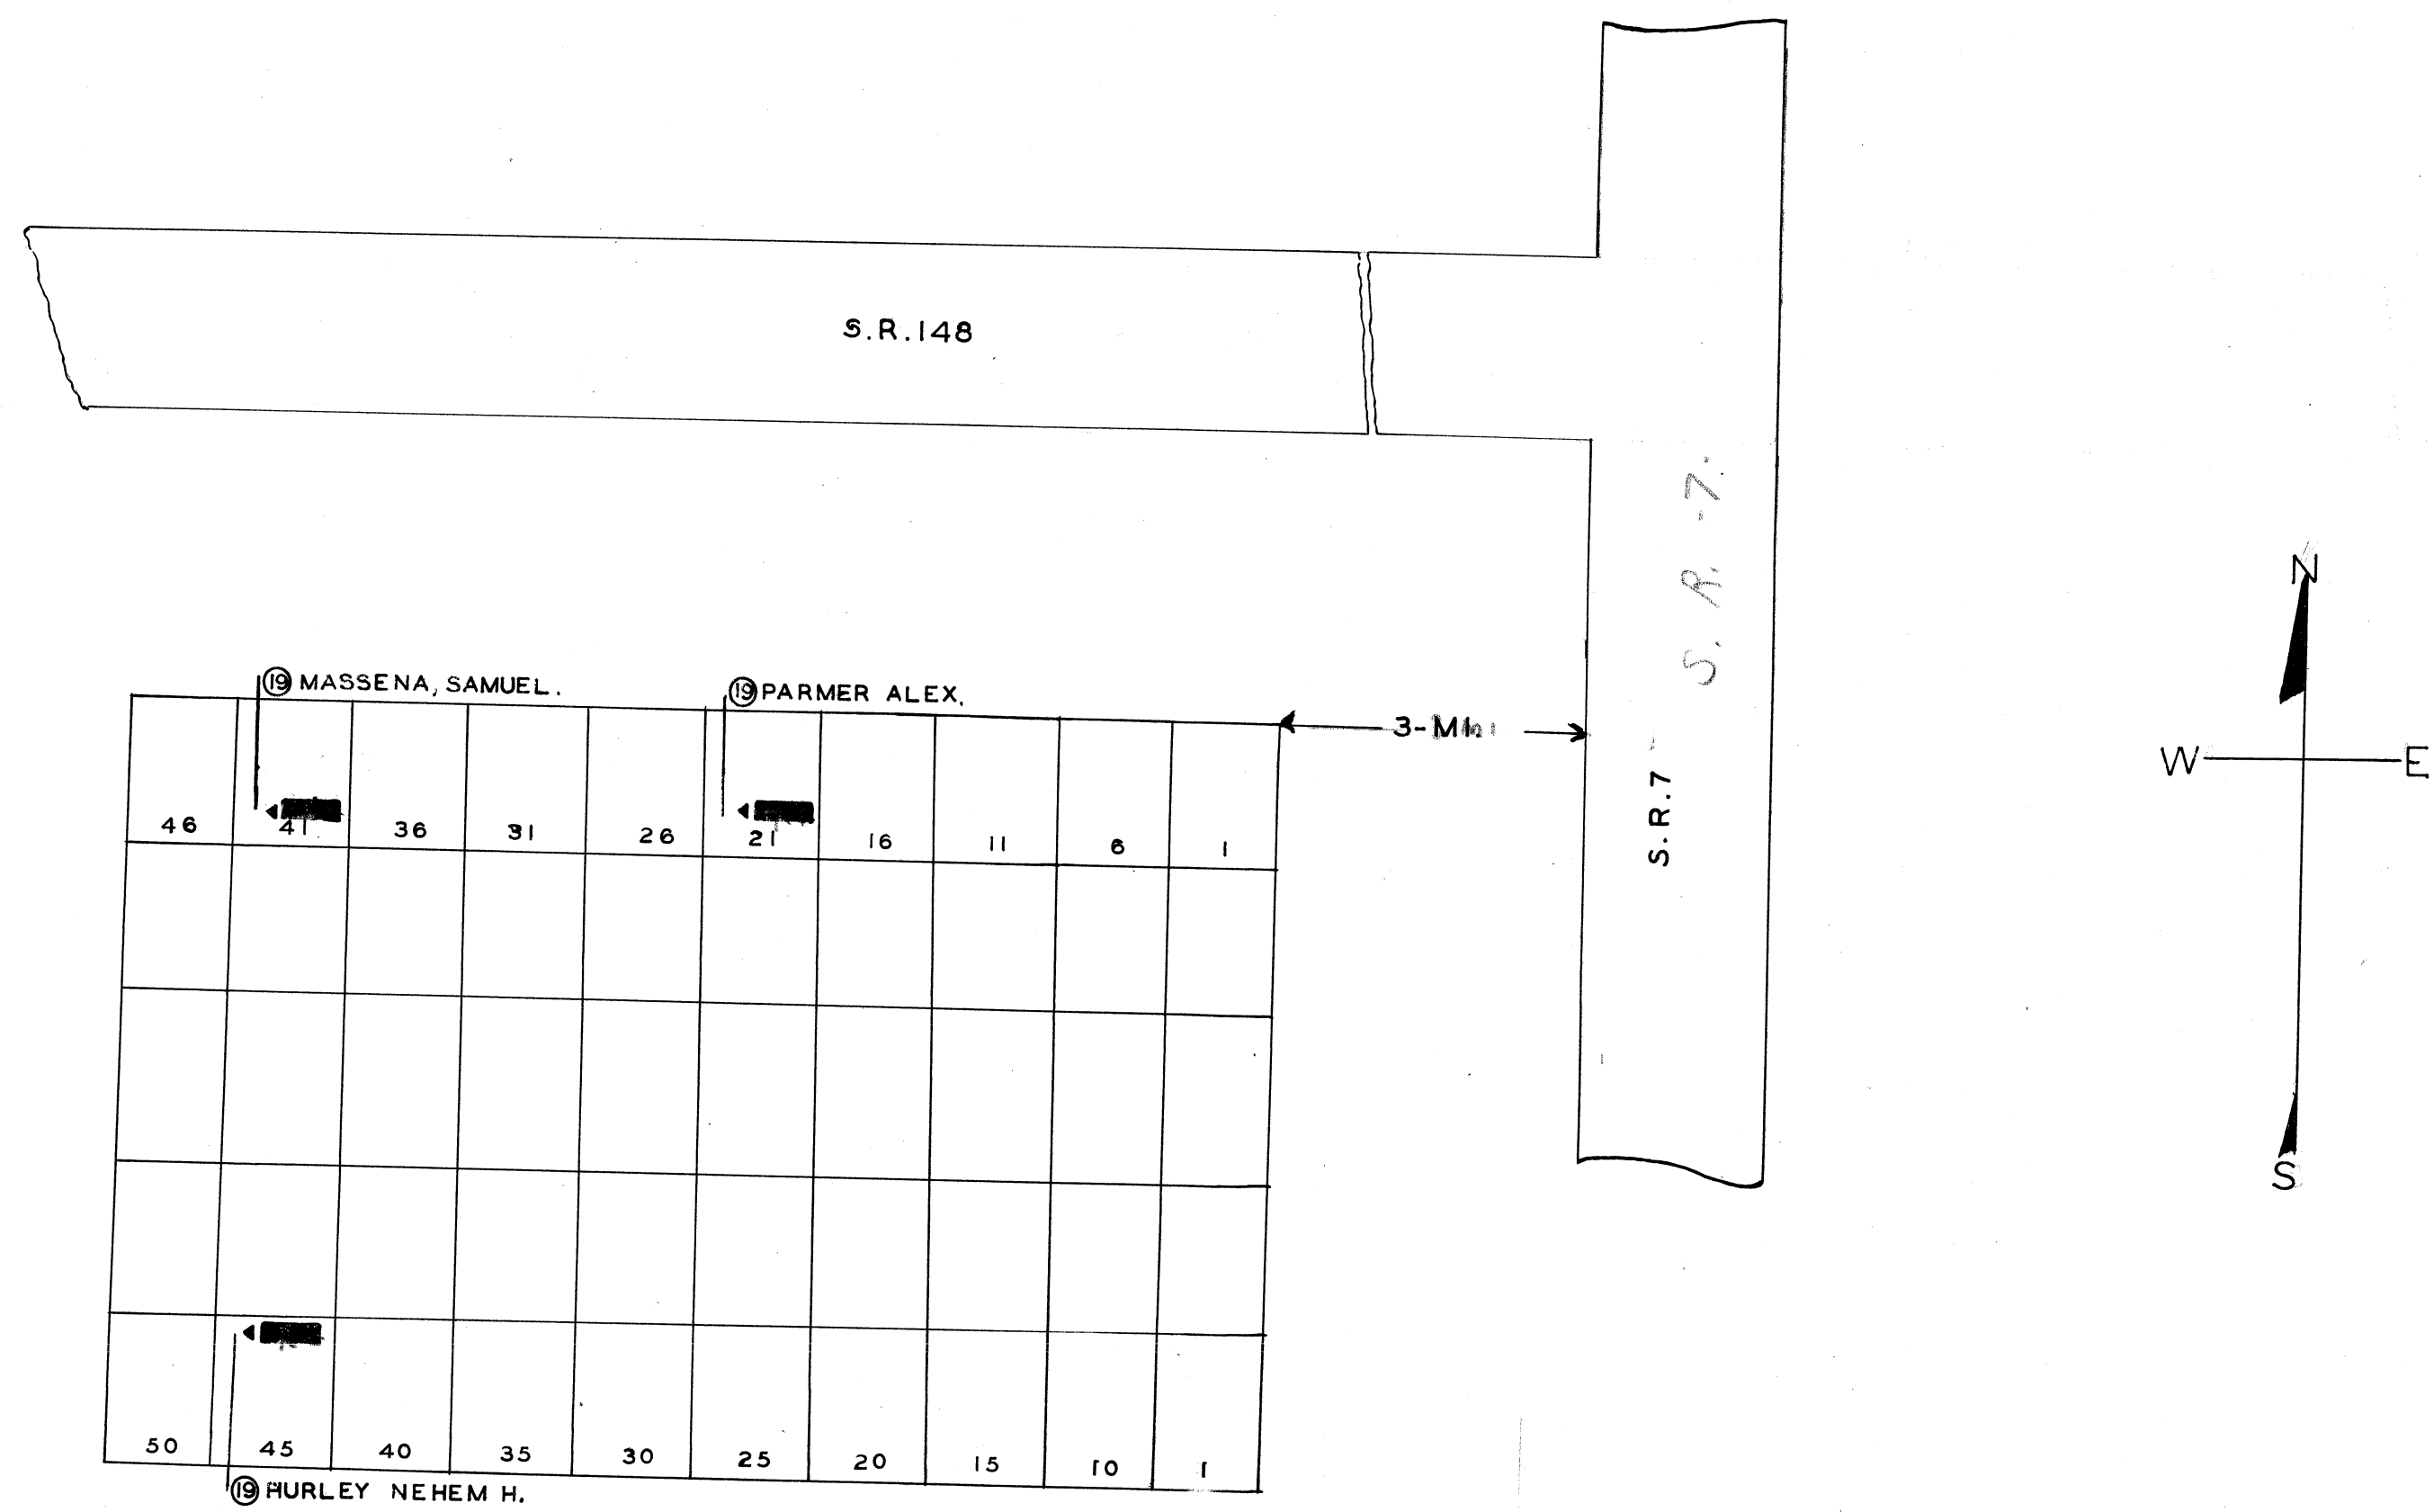 S.R.148
S. R. -7.
N
W E
S
⑲ MASSENA, SAMUEL.
⑲ PARMER ALEX.
3-MI.
S.R.7
46 41 36 31 26 21 16 11 6 1
50 45 40 35 30 25 20 15 10 1
⑲ HURLEY NEHEM H.